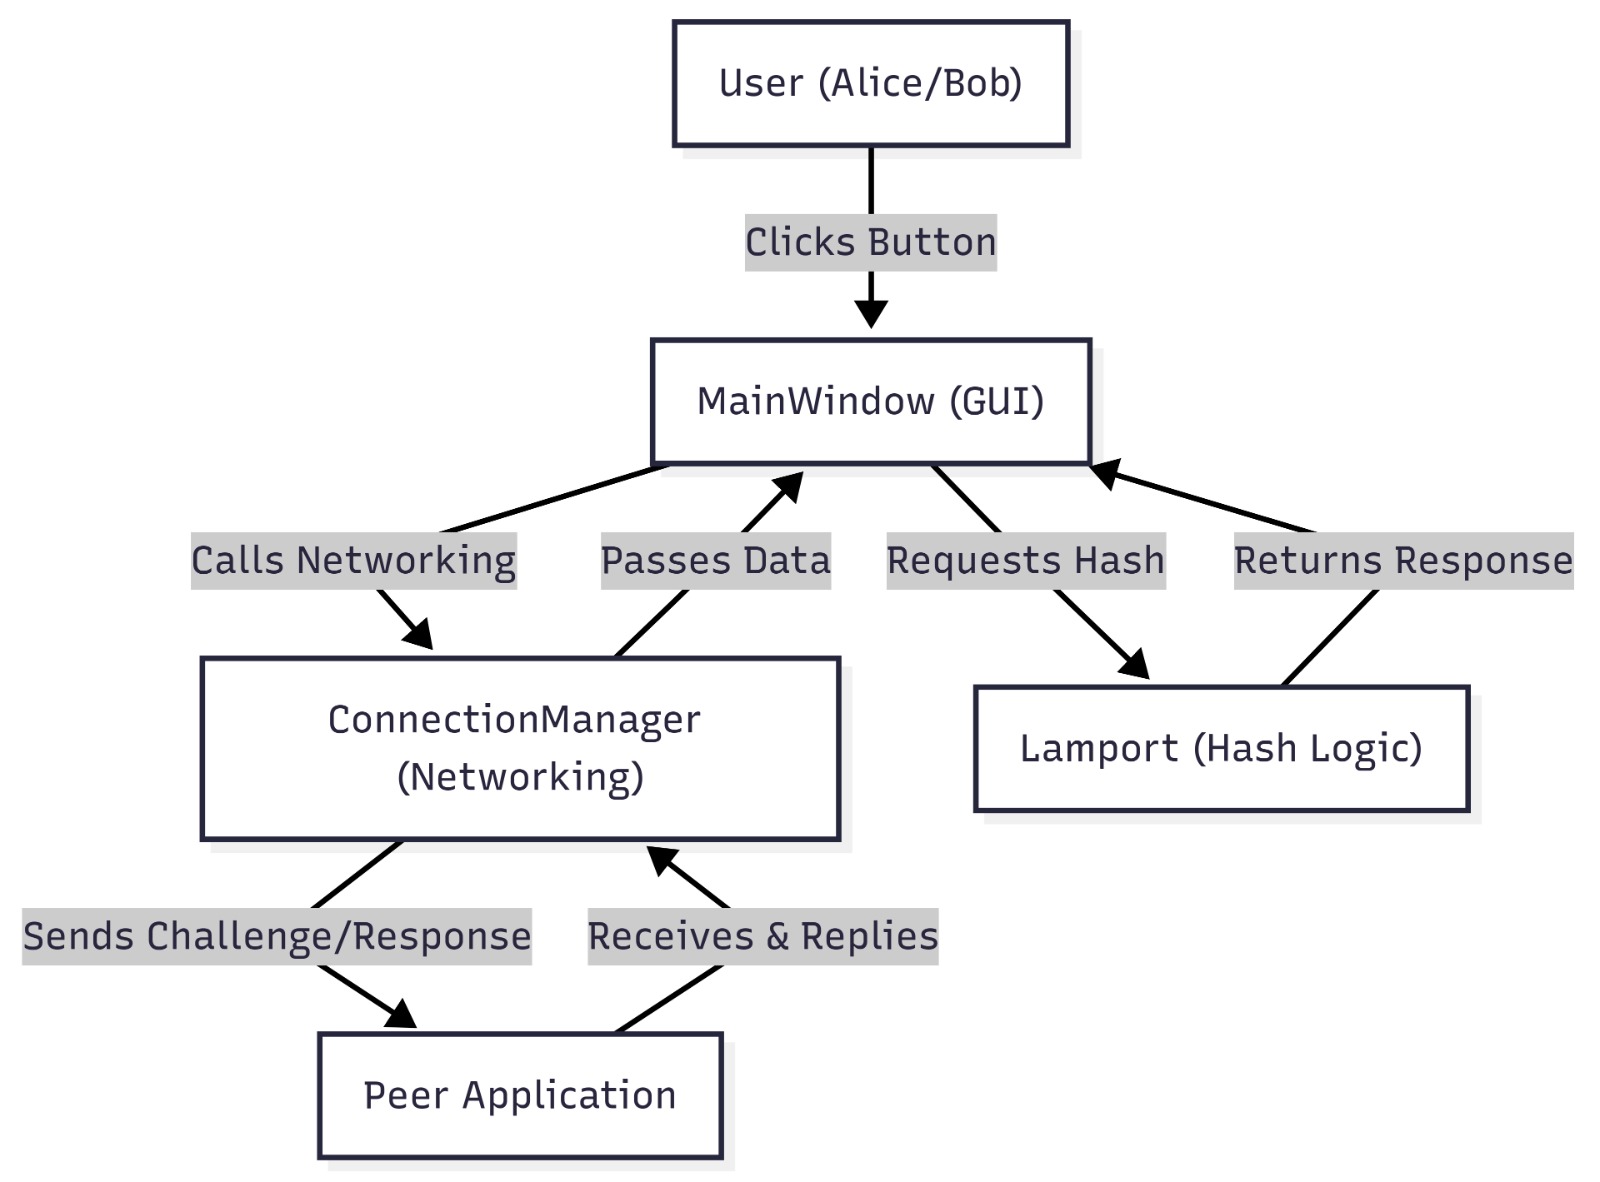 User (Alice/Bob)
Clicks Button
MainWindow (GUI)
Calls Networking
Passes Data
Requests Hash
Returns Response
ConnectionManager
(Networking)
Lamport (Hash Logic)
Sends Challenge/Response
Receives & Replies
Peer Application